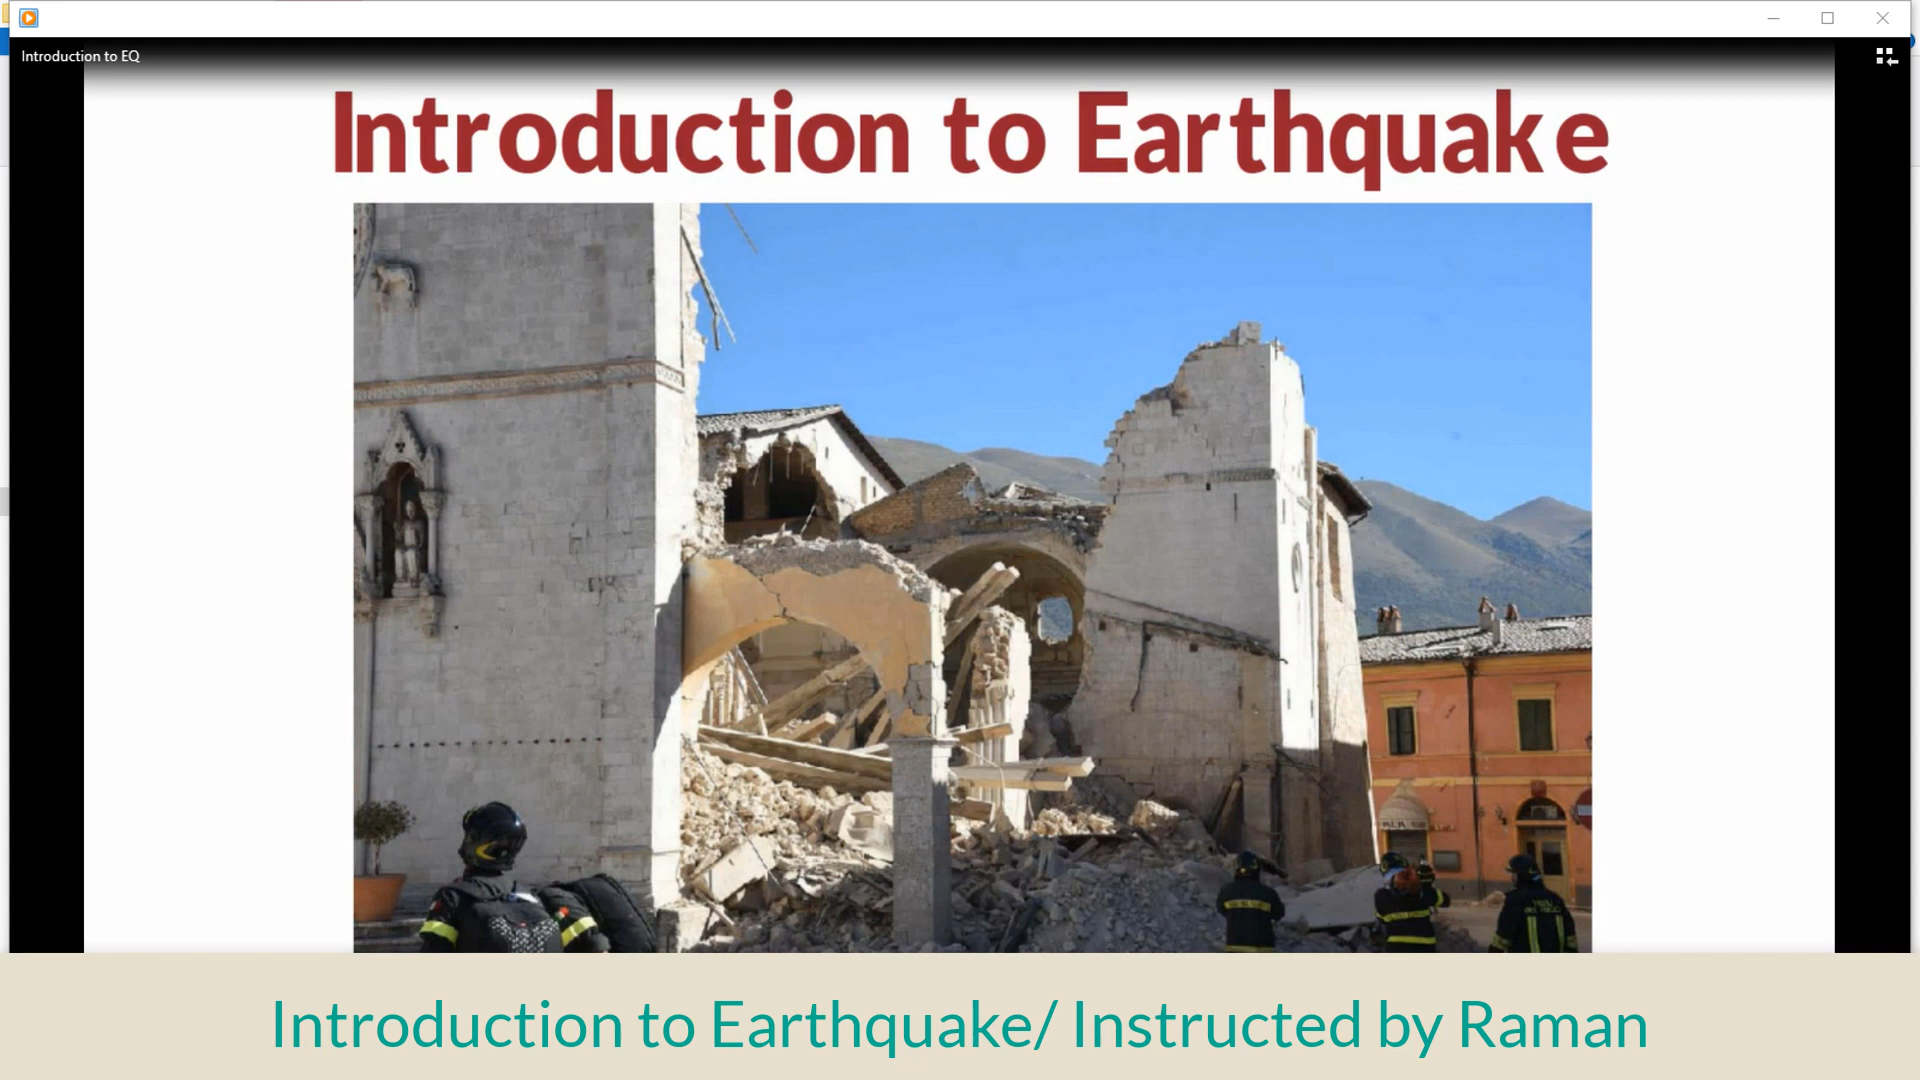 Introduction to EQ
Introduction to Earthquake
Introduction to Earthquake/ Instructed by Raman